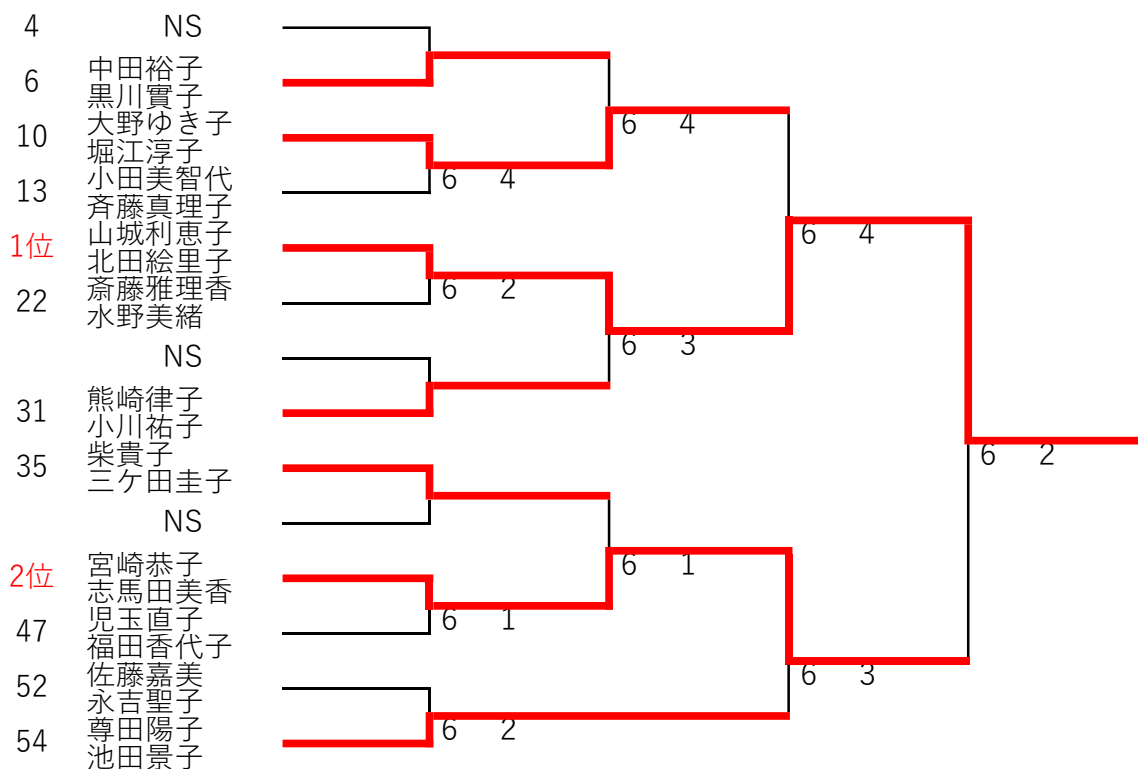 4 NS
中田裕子
6
黒川實子
大野ゆき子
10
堀江淳子
小田美智代
13
斉藤真理子
山城利恵子
1位
北田絵里子
斎藤雅理香
22
水野美緒
NS
熊崎律子
31
小川祐子
柴貴子
35
三ケ田圭子
NS
宮崎恭子
2位
志馬田美香
児玉直子
47
福田香代子
佐藤嘉美
52
永吉聖子
尊田陽子
54
池田景子
6 4
6 2
6 1
6 2
6 4
6 3
6 1
6 4
6 3
6 2